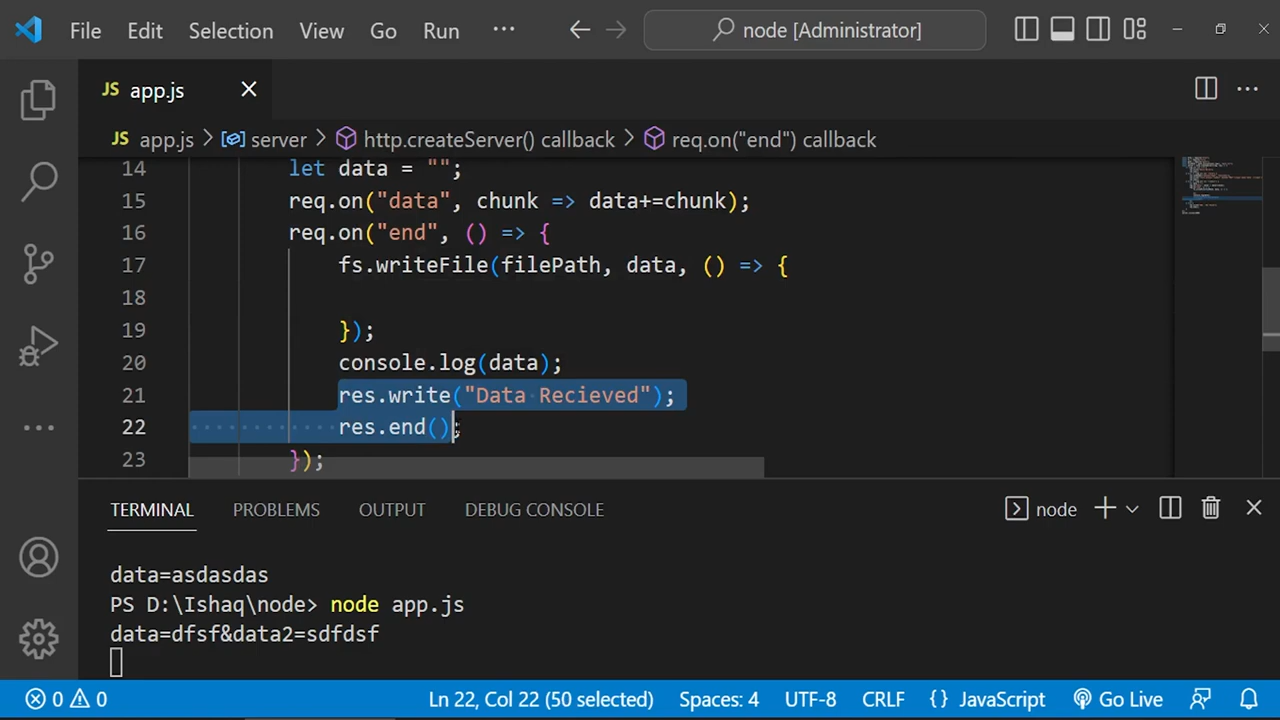 File Edit Selection View Go Run ··· node [Administrator]
JS app.js
JS app.js > server > http.createServer() callback > req.on("end") callback
14 let data = "";
15 req.on("data", chunk => data+=chunk);
16 req.on("end", () => {
17 fs.writeFile(filePath, data, () => {
18
19 });
20 console.log(data);
21 res.write("Data Recieved");
22 res.end();
23 });
TERMINAL PROBLEMS OUTPUT DEBUG CONSOLE node
data=asdasdas
PS D:\Ishaq\node> node app.js
data=dfsf&data2=sdfdsf
0 0 Ln 22, Col 22 (50 selected) Spaces: 4 UTF-8 CRLF {} JavaScript Go Live